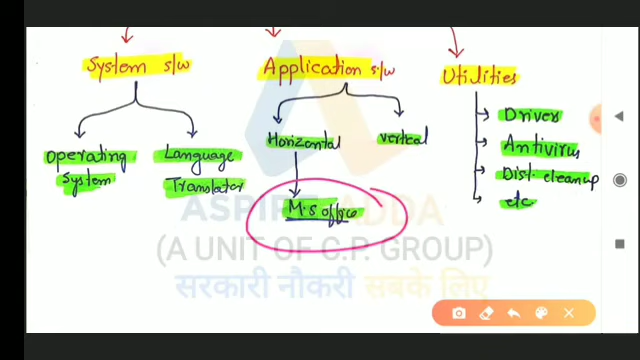 System s/w
Application s/w
Utilities
Operating System
Language Translator
Horizontal
vertical
M.s office
Driver
Antivirus
Disk cleanup
etc
ASPIRE ADDA
(A UNIT OF C.P. GROUP)
सरकारी नौकरी सबके लिए